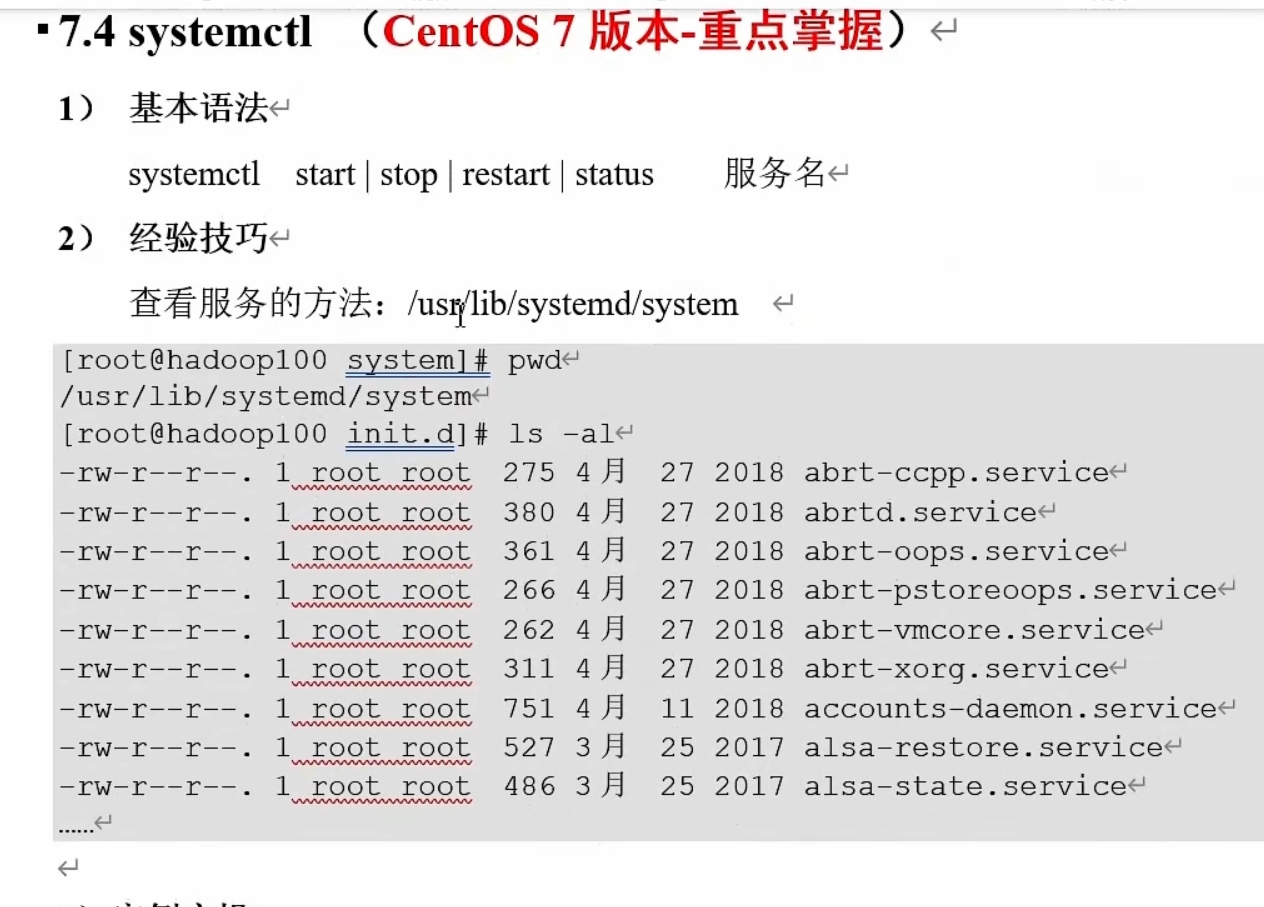 ▪7.4 systemctl （CentOS 7 版本-重点掌握）↵
1） 基本语法↵
systemctl start | stop | restart | status 服务名↵
2） 经验技巧↵
查看服务的方法：/usr/lib/systemd/system ↵
[root@hadoop100 system]# pwd↵
/usr/lib/systemd/system↵
[root@hadoop100 init.d]# ls -al↵
-rw-r--r--. 1 root root 275 4月 27 2018 abrt-ccpp.service↵
-rw-r--r--. 1 root root 380 4月 27 2018 abrtd.service↵
-rw-r--r--. 1 root root 361 4月 27 2018 abrt-oops.service↵
-rw-r--r--. 1 root root 266 4月 27 2018 abrt-pstoreoops.service↵
-rw-r--r--. 1 root root 262 4月 27 2018 abrt-vmcore.service↵
-rw-r--r--. 1 root root 311 4月 27 2018 abrt-xorg.service↵
-rw-r--r--. 1 root root 751 4月 11 2018 accounts-daemon.service↵
-rw-r--r--. 1 root root 527 3月 25 2017 alsa-restore.service↵
-rw-r--r--. 1 root root 486 3月 25 2017 alsa-state.service↵
......↵
↵